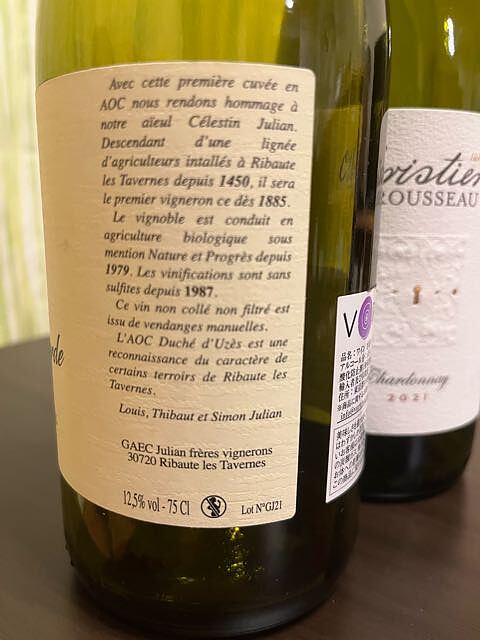 Avec cette première cuvée en
AOC nous rendons hommage à
notre aïeul Célestin Julian.
Descendant d'une lignée
d'agriculteurs intallés à Ribaute
les Tavernes depuis 1450, il sera
le premier vigneron ce dès 1885.
Le vignoble est conduit en
agriculture biologique sous
mention Nature et Progrès depuis
1979. Les vinifications sont sans
sulfites depuis 1987.
Ce vin non collé non filtré est
issu de vendanges manuelles.
L'AOC Duché d'Uzès est une
reconnaissance du caractère de
certains terroirs de Ribaute les
Tavernes.
Louis, Thibaut et Simon Julian
GAEC Julian frères vignerons
30720 Ribaute les Tavernes
12,5% vol - 75 Cl
Lot N°GJ21
V
品名:ワイン
ROUSSEAU
Chardonnay
2021